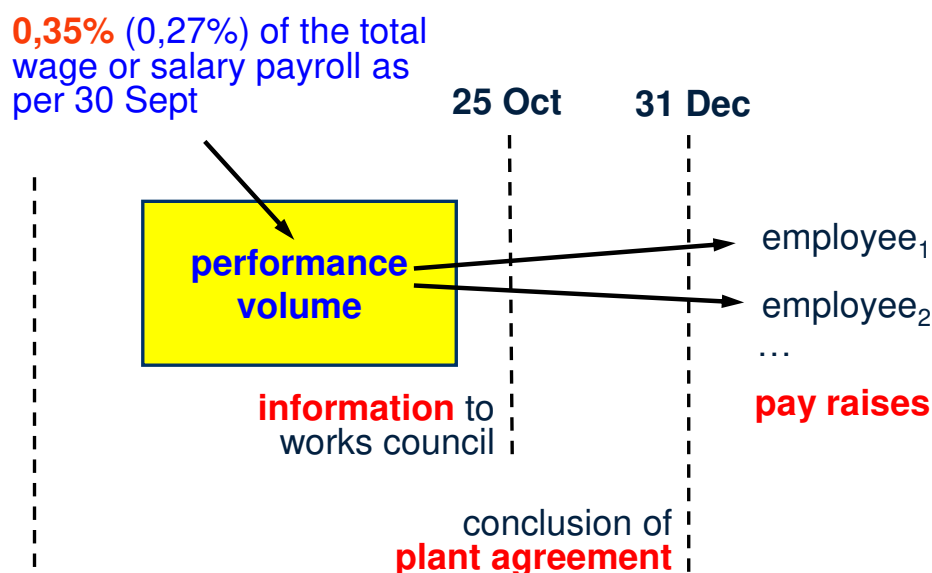 0,35% (0,27%) of the total
wage or salary payroll as
per 30 Sept
25 Oct
31 Dec
performance
volume
employee1
employee2
...
information to
works council
pay raises
conclusion of
plant agreement